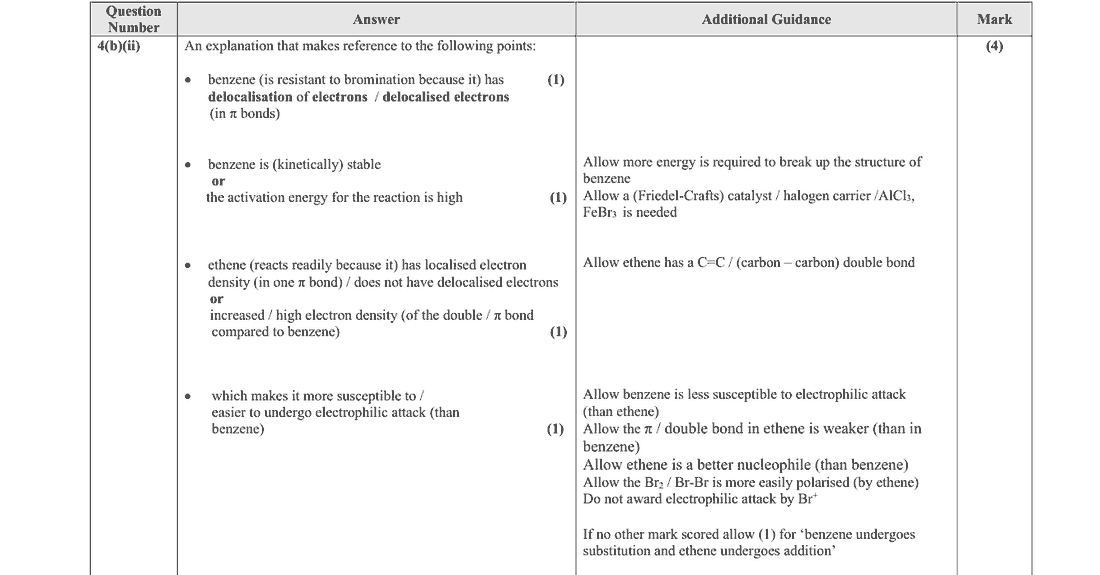 Question
Number
Answer
Additional Guidance
Mark
4(b)(ii)
An explanation that makes reference to the following points:
(4)
• benzene (is resistant to bromination because it) has (1)
delocalisation of electrons / delocalised electrons
(in π bonds)
• benzene is (kinetically) stable
or
the activation energy for the reaction is high (1)
Allow more energy is required to break up the structure of
benzene
Allow a (Friedel-Crafts) catalyst / halogen carrier /AlCl₃,
FeBr₃ is needed
• ethene (reacts readily because it) has localised electron
density (in one π bond) / does not have delocalised electrons
or
increased / high electron density (of the double / π bond
compared to benzene) (1)
Allow ethene has a C=C / (carbon – carbon) double bond
• which makes it more susceptible to /
easier to undergo electrophilic attack (than
benzene) (1)
Allow benzene is less susceptible to electrophilic attack
(than ethene)
Allow the π / double bond in ethene is weaker (than in
benzene)
Allow ethene is a better nucleophile (than benzene)
Allow the Br₂ / Br-Br is more easily polarised (by ethene)
Do not award electrophilic attack by Br⁺
If no other mark scored allow (1) for ‘benzene undergoes
substitution and ethene undergoes addition’